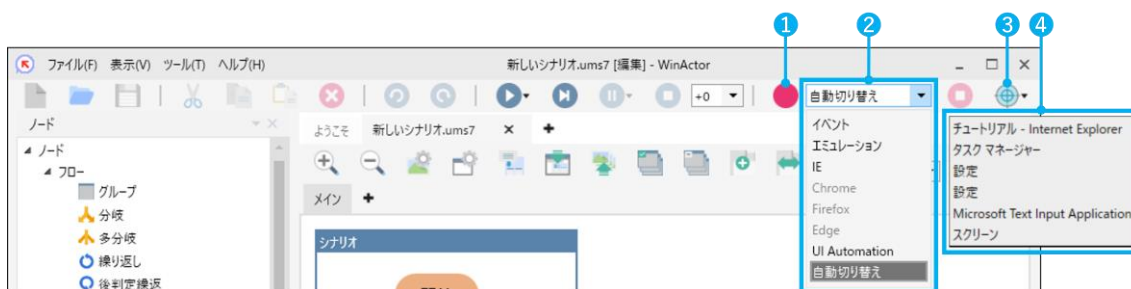 1 2 3 4
ファイル(F) 表示(V) ツール(T) ヘルプ(H) 新しいシナリオ.ums7 [編集] - WinActor
+0 自動切り替え
ノード
ようこそ 新しいシナリオ.ums7
イベント
エミュレーション
IE
Chrome
Firefox
Edge
UI Automation
自動切り替え
チュートリアル - Internet Explorer
タスク マネージャー
設定
設定
Microsoft Text Input Application
スクリーン
ノード
フロー
グループ
分岐
多分岐
繰り返し
後判定繰返
メイン
シナリオ